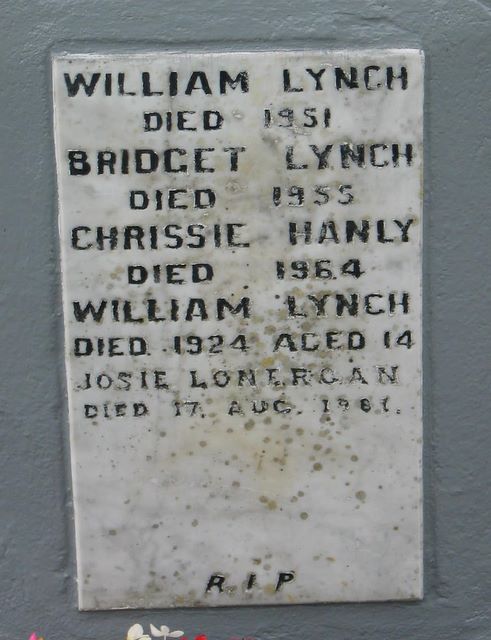 WILLIAM LYNCH
DIED 1951
BRIDGET LYNCH
DIED 1955
CHRISSIE HANLY
DIED 1964
WILLIAM LYNCH
DIED. 1924 AGED 14
JOSIE LONERGAN
DIED 17. AUG. 1981.
R.I.P